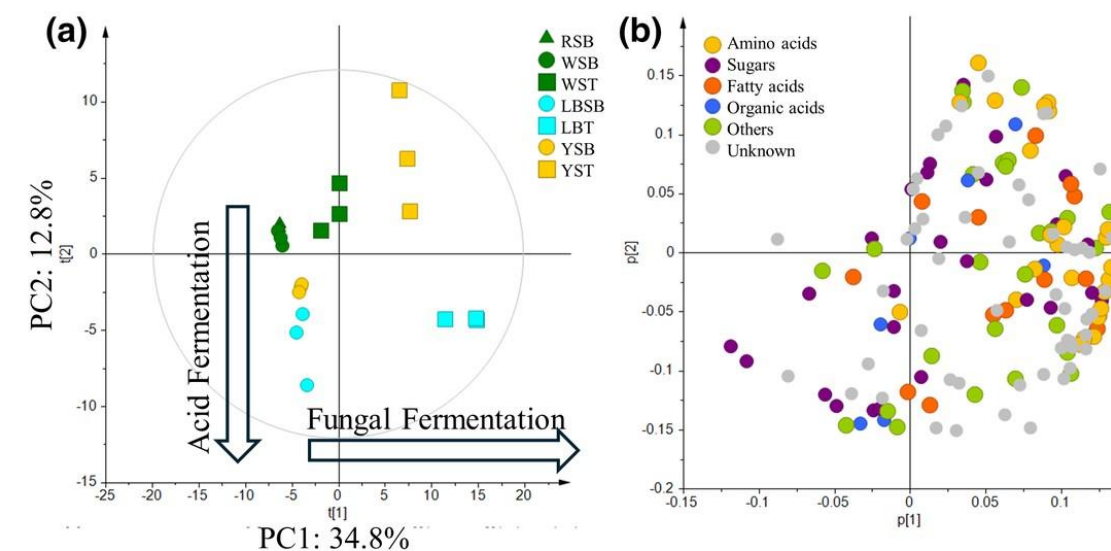 (a)
RSB
WSB
WST
LBSB
LBT
YSB
YST
10
5
0
-5
-10
-15
-25 -20 -15 -10 -5 0 5 10 15 20 25
t[2]
t[1]
PC2: 12.8%
PC1: 34.8%
Acid Fermentation
Fungal Fermentation
(b)
Amino acids
Sugars
Fatty acids
Organic acids
Others
Unknown
0.15
0.1
0.05
0
-0.05
-0.1
-0.15
-0.2
-0.15 -0.1 -0.05 0 0.05 0.1
p[2]
p[1]